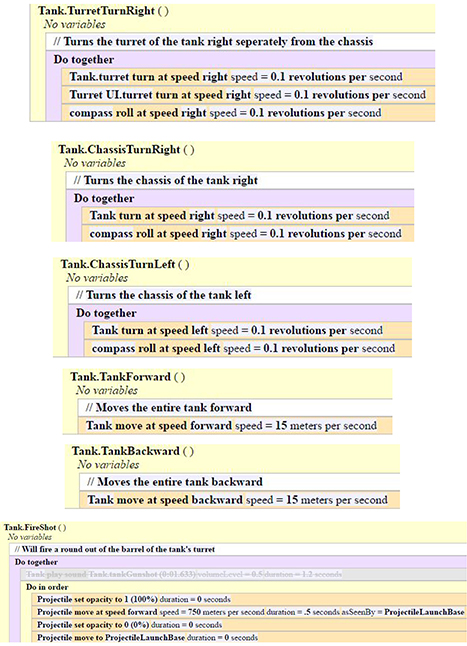 Tank.TurretTurnRight ( )
No variables
// Turns the turret of the tank right seperately from the chassis
Do together
Tank.turret turn at speed right speed = 0.1 revolutions per second
Turret UI.turret turn at speed right speed = 0.1 revolutions per second
compass roll at speed right speed = 0.1 revolutions per second
Tank.ChassisTurnRight ( )
No variables
// Turns the chassis of the tank right
Do together
Tank turn at speed right speed = 0.1 revolutions per second
compass roll at speed right speed = 0.1 revolutions per second
Tank.ChassisTurnLeft ( )
No variables
// Turns the chassis of the tank left
Do together
Tank turn at speed left speed = 0.1 revolutions per second
compass roll at speed left speed = 0.1 revolutions per second
Tank.TankForward ( )
No variables
// Moves the entire tank forward
Tank move at speed forward speed = 15 meters per second
Tank.TankBackward ( )
No variables
// Moves the entire tank backward
Tank move at speed backward speed = 15 meters per second
Tank.FireShot ( )
No variables
// Will fire a round out of the barrel of the tank's turret
Do together
Tank play sound Tank.tankGunshot (0:01.633) volumeLevel = 0.5 duration = 1.2 seconds
Do in order
Projectile set opacity to 1 (100%) duration = 0 seconds
Projectile move at speed forward speed = 750 meters per second duration = .5 seconds asSeenBy = ProjectileLaunchBase
Projectile set opacity to 0 (0%) duration = 0 seconds
Projectile move to ProjectileLaunchBase duration = 0 seconds